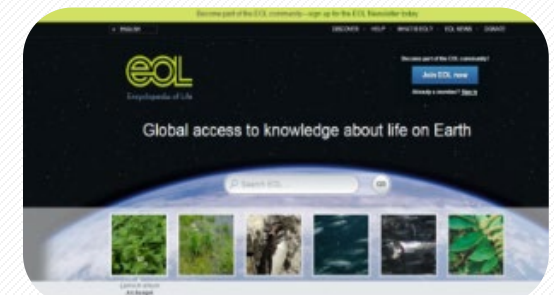 Become part of the EOL community - sign up for the EOL Newsletter today
ENGLISH
DISCOVER HELP WHAT IS EOL? EOL NEWS DONATE
eOL
Encyclopedia of Life
Become part of the EOL community!
Join EOL now
Already a member? Sign in
Global access to knowledge about life on Earth
Search EOL ...
GO